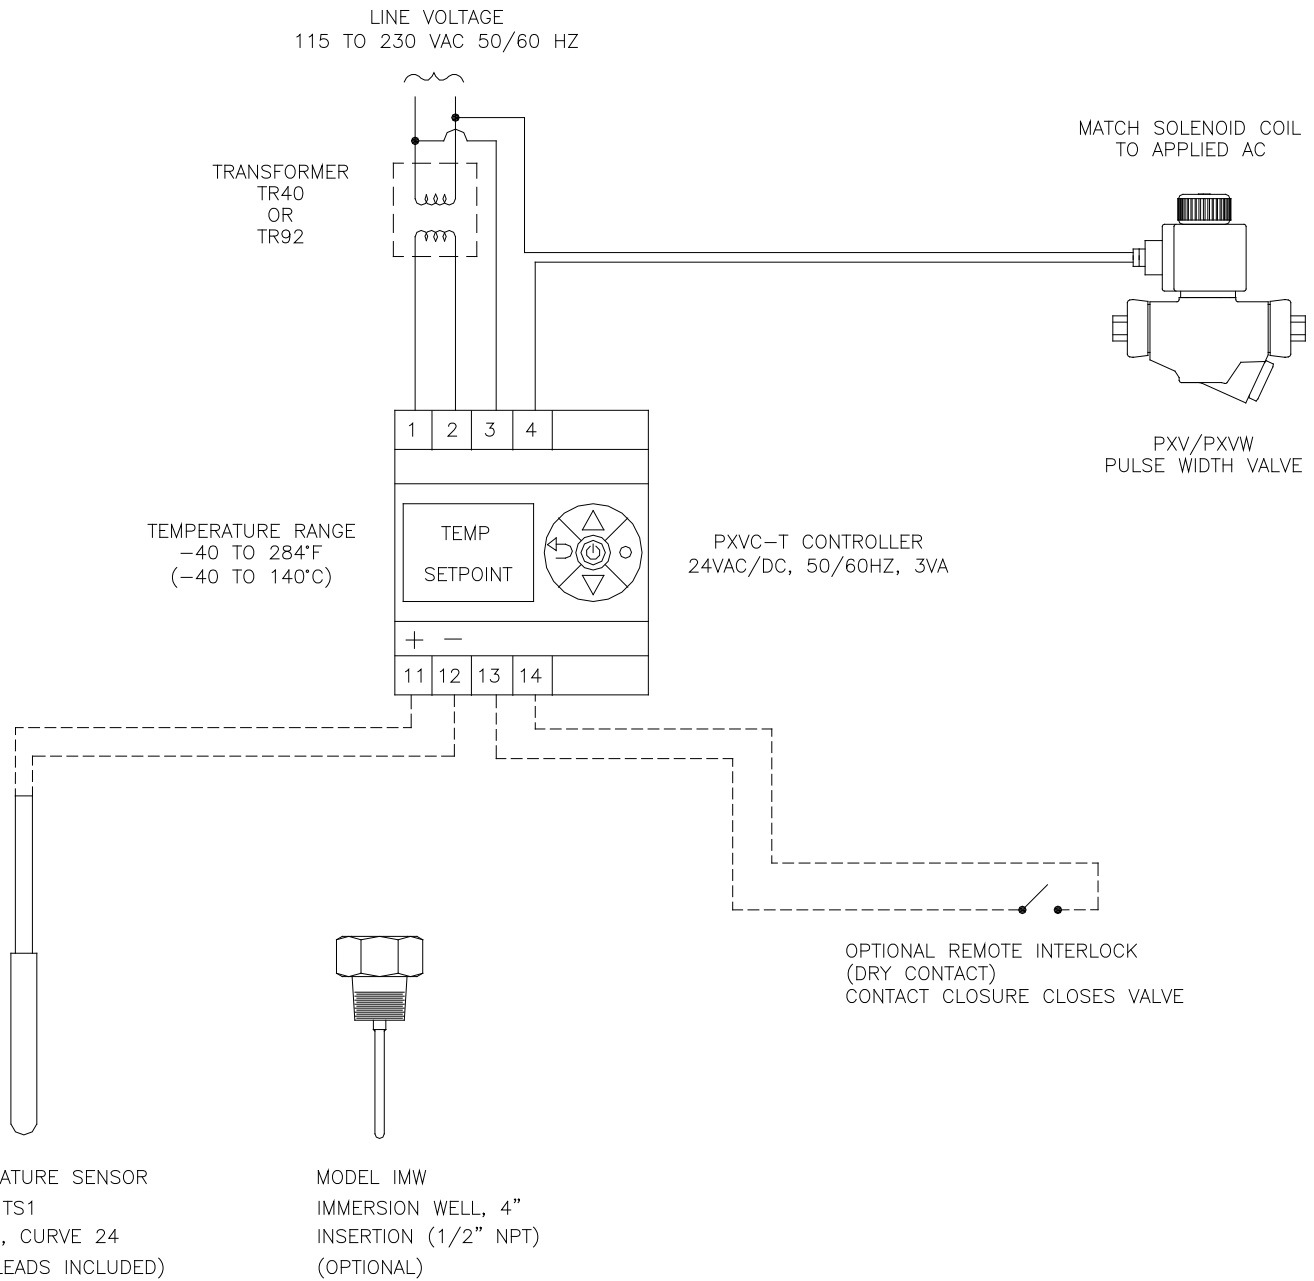 LINE VOLTAGE
115 TO 230 VAC 50/60 HZ
MATCH SOLENOID COIL
TO APPLIED AC
TRANSFORMER
TR40
OR
TR92
1 2 3 4
PXV/PXVW
PULSE WIDTH VALVE
TEMPERATURE RANGE
−40 TO 284°F
(−40 TO 140°C)
TEMP
SETPOINT
PXVC−T CONTROLLER
24VAC/DC, 50/60HZ, 3VA
+ −
11 12 13 14
OPTIONAL REMOTE INTERLOCK
(DRY CONTACT)
CONTACT CLOSURE CLOSES VALVE
ATURE SENSOR
TS1
, CURVE 24
LEADS INCLUDED)
MODEL IMW
IMMERSION WELL, 4”
INSERTION (1/2” NPT)
(OPTIONAL)